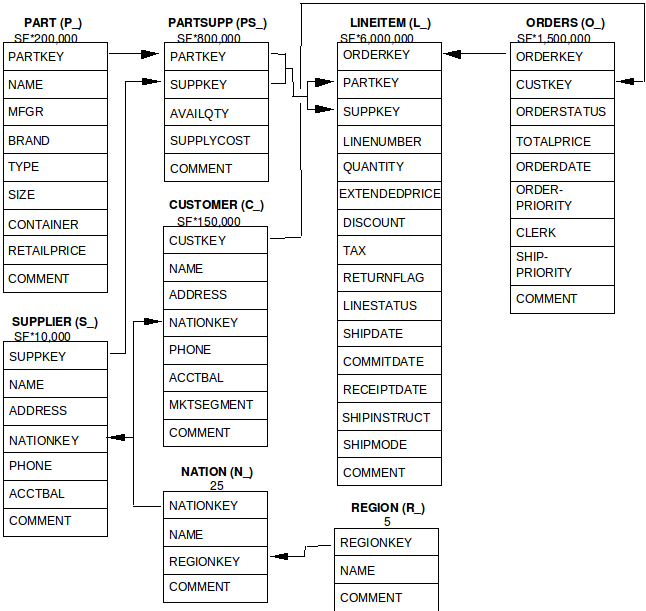 PART (P_)
SF*200,000
PARTKEY
NAME
MFGR
BRAND
TYPE
SIZE
CONTAINER
RETAILPRICE
COMMENT
SUPPLIER (S_)
SF*10,000
SUPPKEY
NAME
ADDRESS
NATIONKEY
PHONE
ACCTBAL
COMMENT
PARTSUPP (PS_)
SF*800,000
PARTKEY
SUPPKEY
AVAILQTY
SUPPLYCOST
COMMENT
CUSTOMER (C_)
SF*150,000
CUSTKEY
NAME
ADDRESS
NATIONKEY
PHONE
ACCTBAL
MKTSEGMENT
COMMENT
NATION (N_)
25
NATIONKEY
NAME
REGIONKEY
COMMENT
LINEITEM (L_)
SF*6,000,000
ORDERKEY
PARTKEY
SUPPKEY
LINENUMBER
QUANTITY
EXTENDEDPRICE
DISCOUNT
TAX
RETURNFLAG
LINESTATUS
SHIPDATE
COMMITDATE
RECEIPTDATE
SHIPINSTRUCT
SHIPMODE
COMMENT
REGION (R_)
5
REGIONKEY
NAME
COMMENT
ORDERS (O_)
SF*1,500,000
ORDERKEY
CUSTKEY
ORDERSTATUS
TOTALPRICE
ORDERDATE
ORDER-
PRIORITY
CLERK
SHIP-
PRIORITY
COMMENT